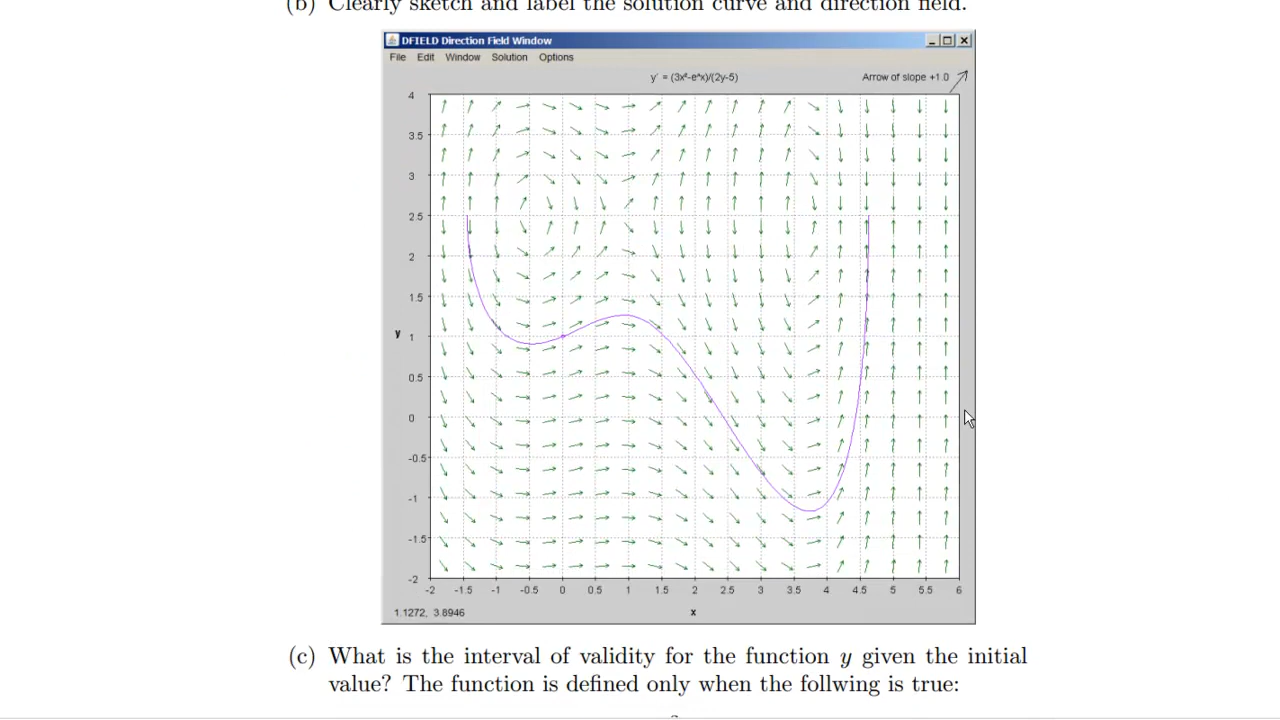 (b) Clearly sketch and label the solution curve and direction field.
DFIELD Direction Field Window
File Edit Window Solution Options
y' = (3x²-e^x)/(2y-5) Arrow of slope +1.0
4
3.5
3
2.5
2
1.5
y 1
0.5
0
-0.5
-1
-1.5
-2
-2 -1.5 -1 -0.5 0 0.5 1 1.5 2 2.5 3 3.5 4 4.5 5 5.5 6
1.1272, 3.8946 x
(c) What is the interval of validity for the function y given the initial
value? The function is defined only when the follwing is true: